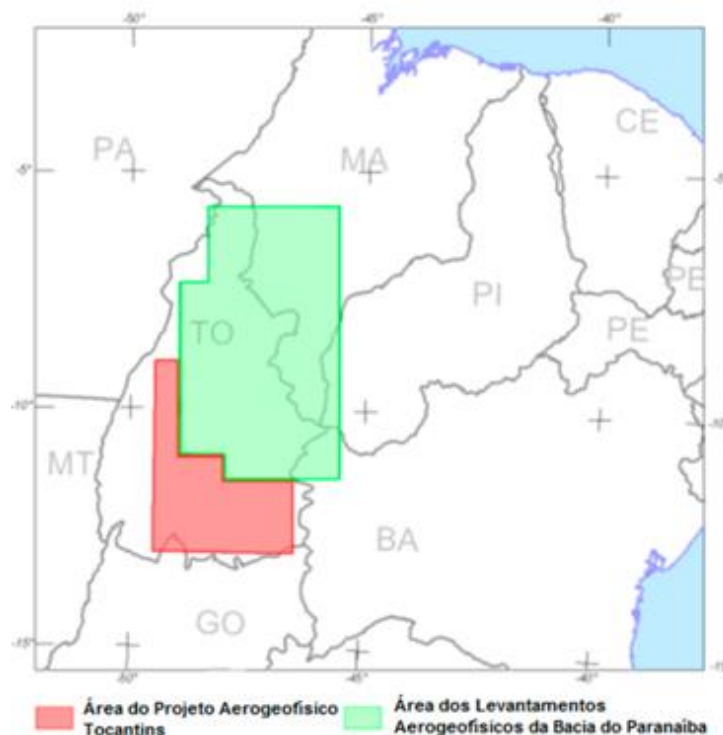 -50°
-45°
-40°
PA
MA
CE
-5°
-5
PI
PE
TO
PE
-10°
-10
MT
BA
GO
-15°
-15
-50°
-45°
-40°
Área do Projeto Aerogeofísico
Tocantins
Área dos Levantamentos
Aerogeofísicos da Bacia do Paranaíba